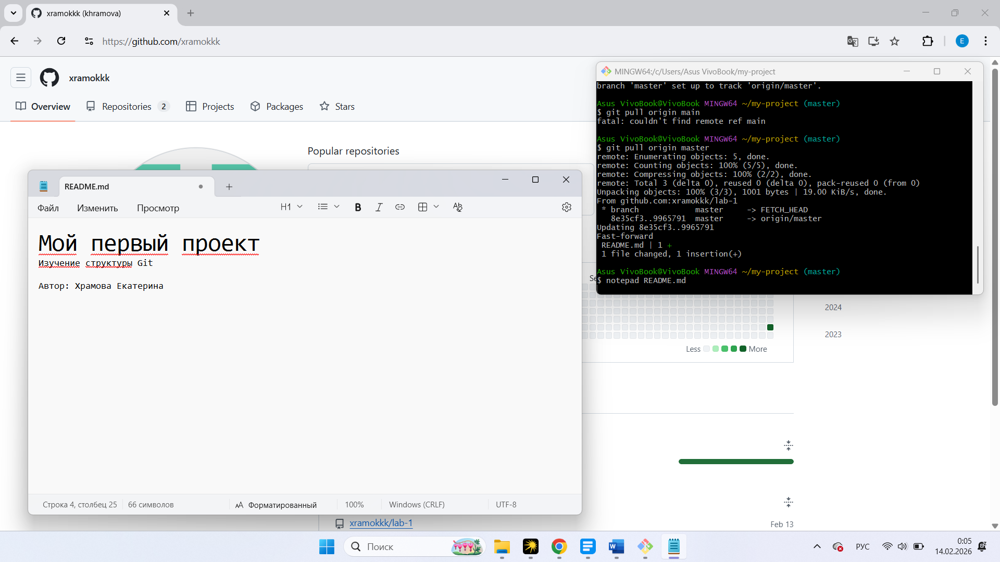 xramokkk (khramova)
https://github.com/xramokkk
E
xramokkk
Overview
Repositories 2
Projects
Packages
Stars
Popular repositories
MINGW64:/c/Users/Asus VivoBook/my-project
branch 'master' set up to track 'origin/master'.
Asus VivoBook@VivoBook MINGW64 ~/my-project (master)
$ git pull origin main
fatal: couldn't find remote ref main
Asus VivoBook@VivoBook MINGW64 ~/my-project (master)
$ git pull origin master
remote: Enumerating objects: 5, done.
remote: Counting objects: 100% (5/5), done.
remote: Compressing objects: 100% (2/2), done.
remote: Total 3 (delta 0), reused 0 (delta 0), pack-reused 0 (from 0)
Unpacking objects: 100% (3/3), 1001 bytes | 19.00 KiB/s, done.
From github.com:xramokkk/lab-1
* branch master -> FETCH_HEAD
8e35cf3..9965791 master -> origin/master
Updating 8e35cf3..9965791
Fast-forward
README.md | 1 +
1 file changed, 1 insertion(+)
Asus VivoBook@VivoBook MINGW64 ~/my-project (master)
$ notepad README.md
README.md
Файл Изменить Просмотр
H1
B I
Мой первый проект
Изучение структуры Git
Автор: Храмова Екатерина
Строка 4, столбец 25
66 символов
Форматированный
100%
Windows (CRLF)
UTF-8
2024
2023
Less
More
xramokkk/lab-1
Feb 13
Поиск
РУС
0:05
14.02.2026